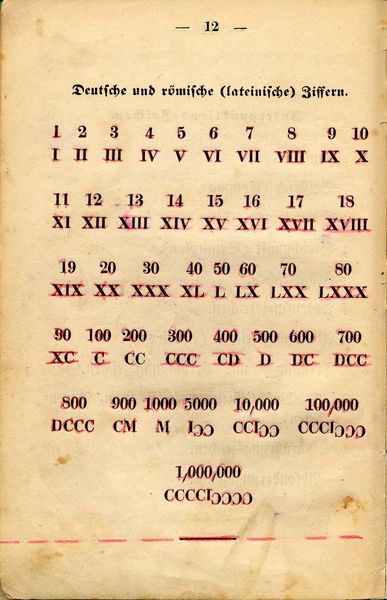 — 12 —
Deutsche und römische (lateinische) Ziffern.
1 2 3 4 5 6 7 8 9 10
I II III IV V VI VII VIII IX X
11 12 13 14 15 16 17 18
XI XII XIII XIV XV XVI XVII XVIII
19 20 30 40 50 60 70 80
XIX XX XXX XL L LX LXX LXXX
90 100 200 300 400 500 600 700
XC C CC CCC CD D DC DCC
800 900 1000 5000 10,000 100,000
DCCC CM M IↃↃ CCIↃↃ CCCIↃↃↃ
1,000,000
CCCCIↃↃↃↃ